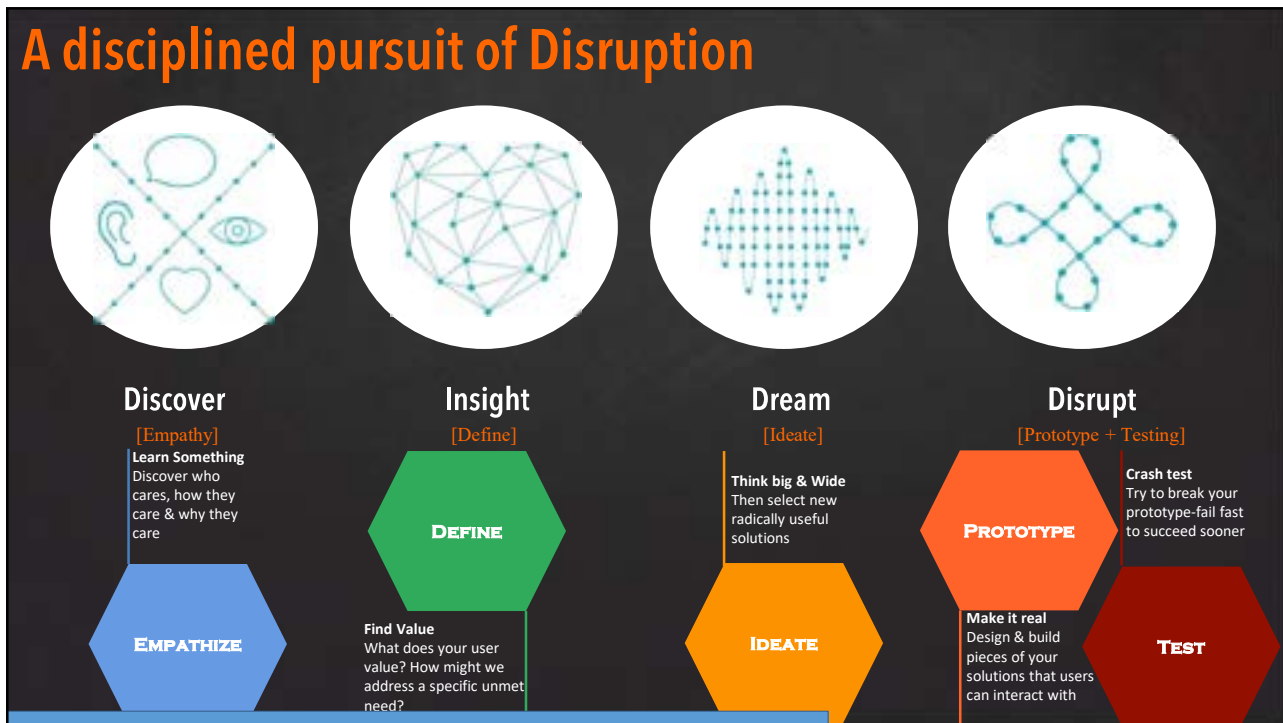 A disciplined pursuit of Disruption
Discover
[Empathy]
Learn Something
Discover who
cares, how they
care & why they
care
EMPATHIZE
Insight
[Define]
DEFINE
Find Value
What does your user
value? How might we
address a specific unmet
need?
Dream
[Ideate]
Think big & Wide
Then select new
radically useful
solutions
IDEATE
Disrupt
[Prototype + Testing]
PROTOTYPE
Make it real
Design & build
pieces of your
solutions that users
can interact with
Crash test
Try to break your
prototype-fail fast
to succeed sooner
TEST